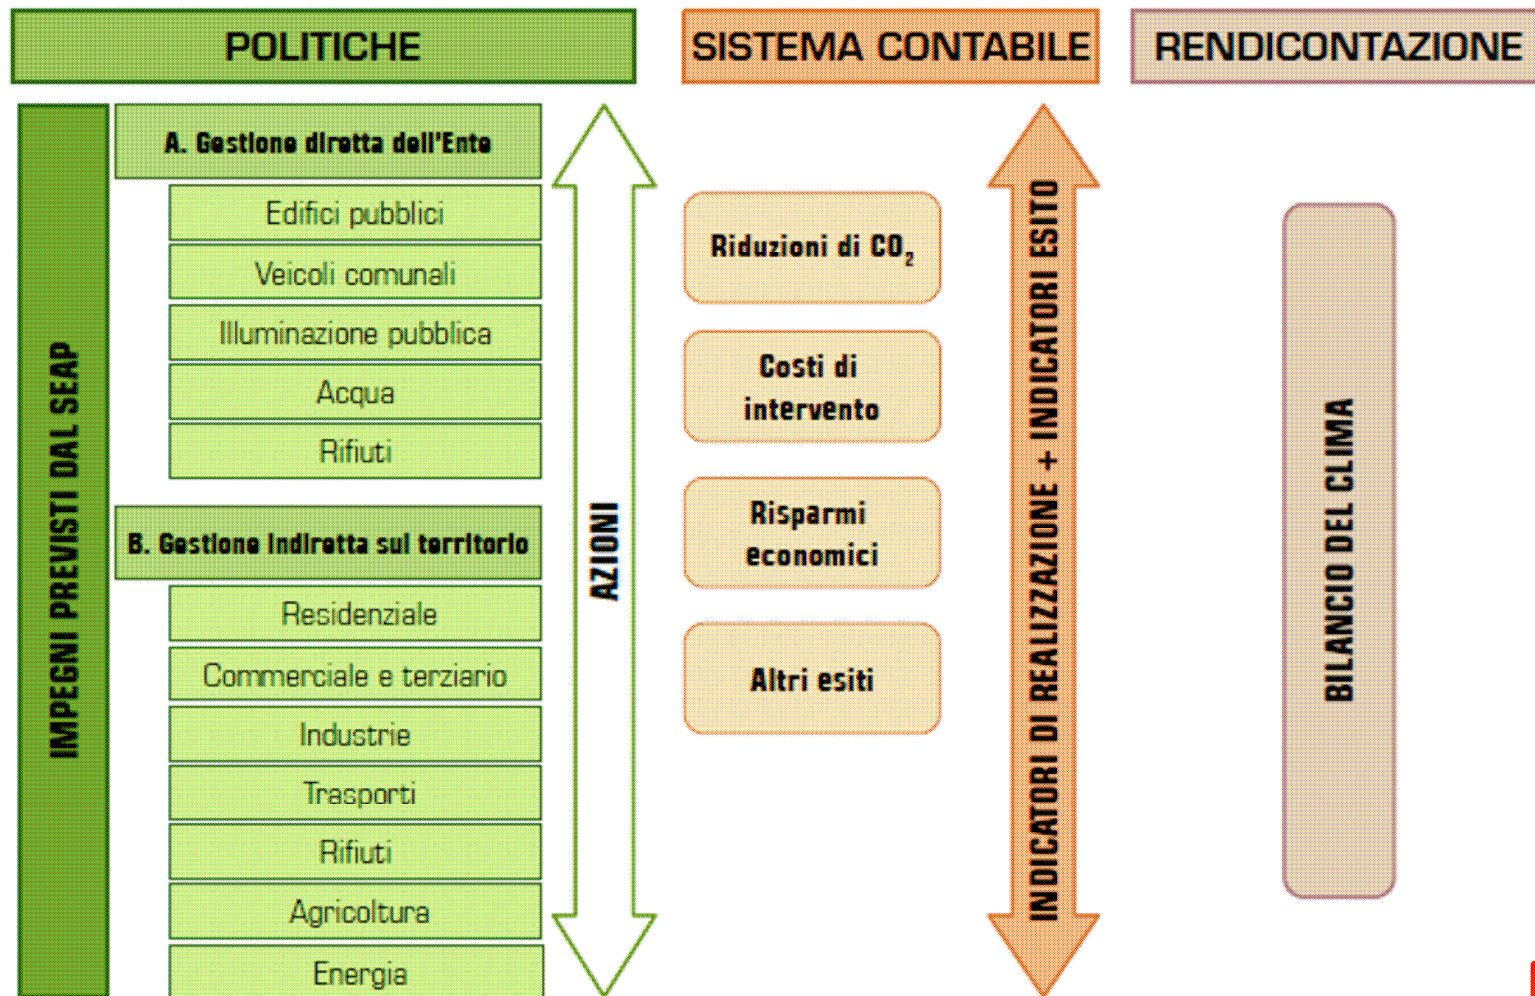 POLITICHE
SISTEMA CONTABILE
RENDICONTAZIONE
IMPEGNI PREVISTI DAL SEAP
A. Gestione diretta dell'Ente
Edifici pubblici
Veicoli comunali
Illuminazione pubblica
Acqua
Rifiuti
B. Gestione indiretta sul territorio
Residenziale
Commerciale e terziario
Industrie
Trasporti
Rifiuti
Agricoltura
Energia
AZIONI
Riduzioni di CO₂
Costi di
intervento
Risparmi
economici
Altri esiti
INDICATORI DI REALIZZAZIONE + INDICATORI ESITO
BILANCIO DEL CLIMA